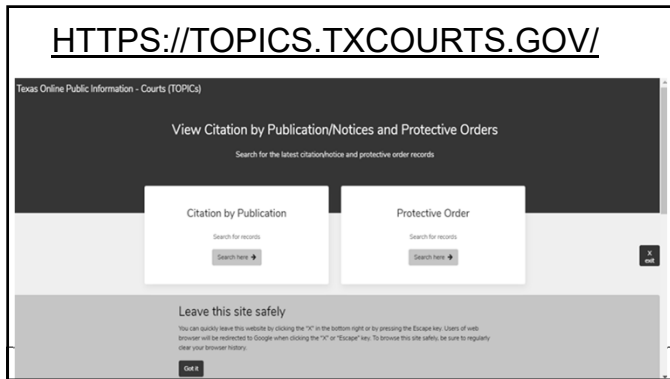 HTTPS://TOPICS.TXCOURTS.GOV/
Texas Online Public Information - Courts (TOPICs)
View Citation by Publication/Notices and Protective Orders
Search for the latest citation/notice and protective order records
Citation by Publication
Search for records
Search here →
Protective Order
Search for records
Search here →
X
exit
Leave this site safely
You can quickly leave this website by clicking the "X" in the bottom right or by pressing the Escape key. Users of web
browser will be redirected to Google when clicking the "X" or "Escape" key. To browse this site safely, be sure to regularly
clear your browser history.
Got it